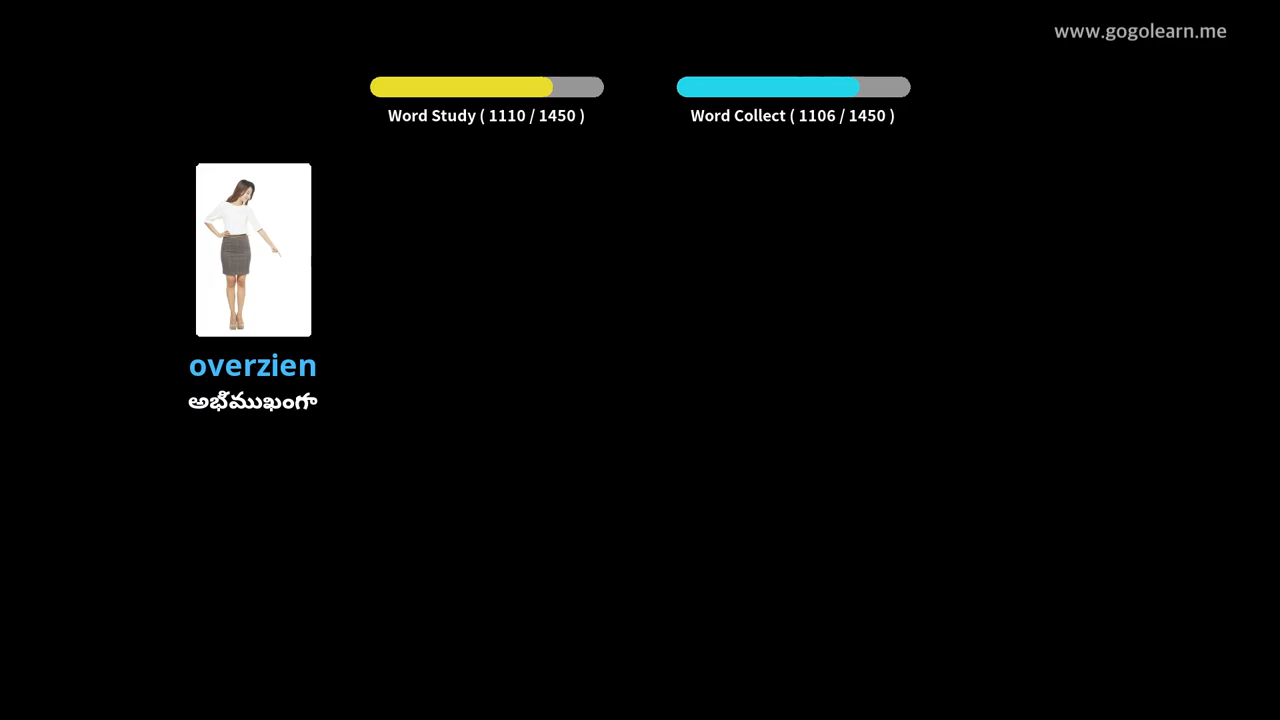 www.gogolearn.me
Word Study ( 1110 / 1450 )
Word Collect ( 1106 / 1450 )
overzien
అభిముఖంగా